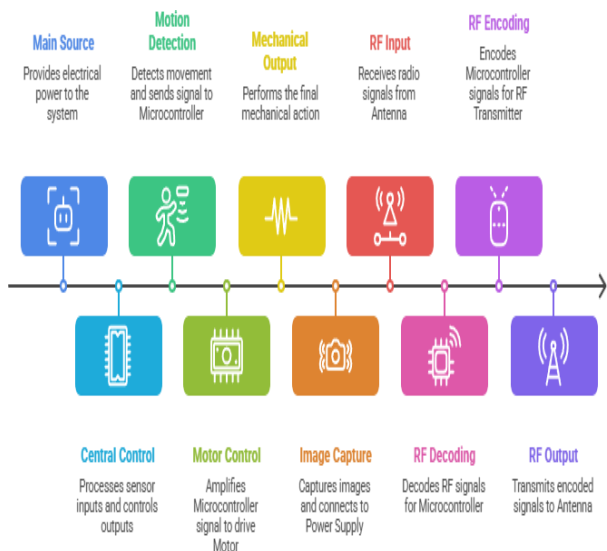 Main Source
Provides electrical
power to the
system
Motion
Detection
Detects movement
and sends signal to
Microcontroller
Mechanical
Output
Performs the final
mechanical action
RF Input
Receives radio
signals from
Antenna
RF Encoding
Encodes
Microcontroller
signals for RF
Transmitter
Central Control
Processes sensor
inputs and controls
outputs
Motor Control
Amplifies
Microcontroller
signal to drive
Motor
Image Capture
Captures images
and connects to
Power Supply
RF Decoding
Decodes RF signals
for Microcontroller
RF Output
Transmits encoded
signals to Antenna